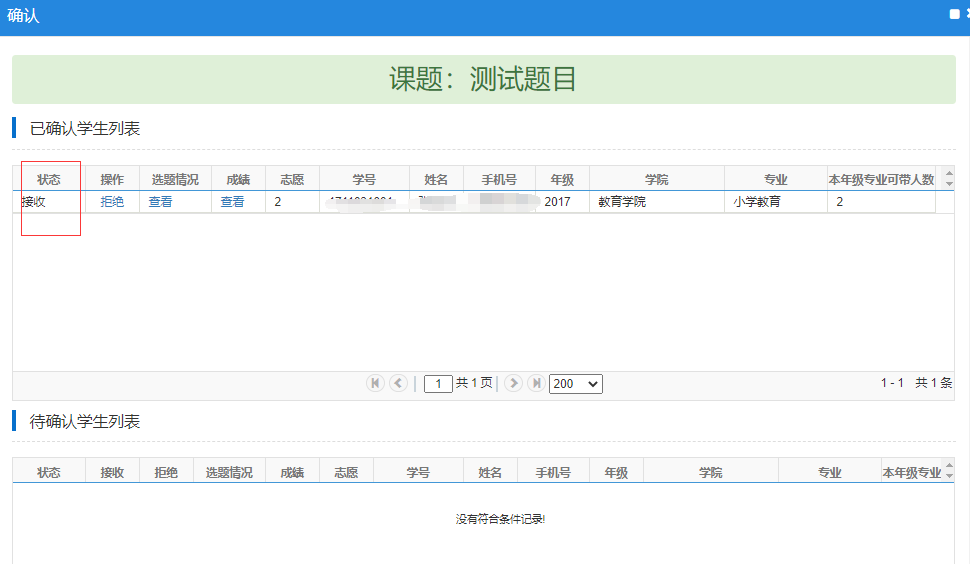 确认
课题：测试题目
已确认学生列表
状态 操作 选题情况 成绩 志愿 学号 姓名 手机号 年级 学院 专业 本年级专业可带人数
接收 拒绝 查看 查看 2 2017 教育学院 小学教育 2
1 共 1 页 200 1 - 1 共 1 条
待确认学生列表
状态 接收 拒绝 选题情况 成绩 志愿 学号 姓名 手机号 年级 学院 专业 本年级专业
没有符合条件记录!